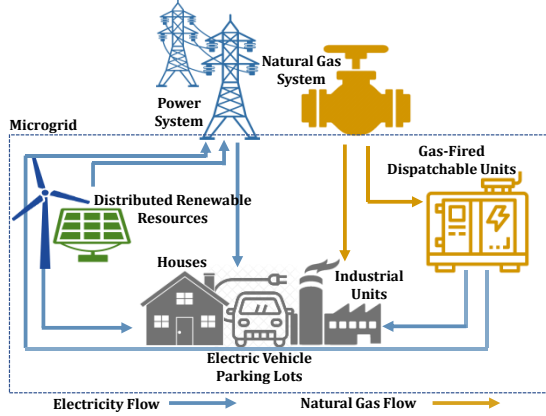 Natural Gas
System
Power
System
Microgrid
Gas-Fired
Dispatchable Units
Distributed Renewable
Resources
Houses
Industrial
Units
Electric Vehicle
Parking Lots
Electricity Flow
Natural Gas Flow